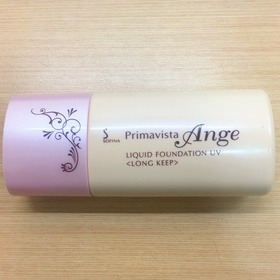 S
SOFINA
Primavista Ange
LIQUID FOUNDATION UV
<LONG KEEP>